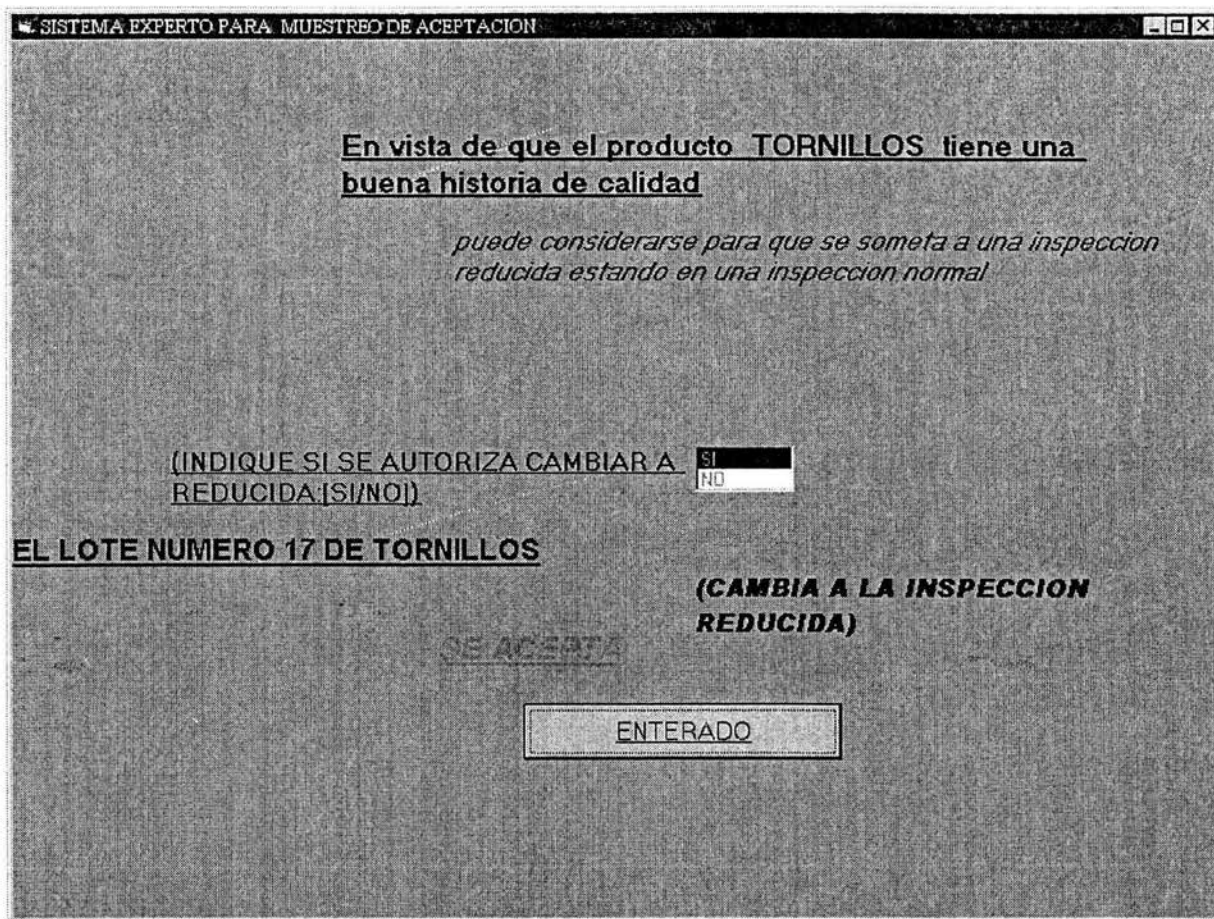 SISTEMA EXPERTO PARA MUESTREO DE ACEPTACION
En vista de que el producto TORNILLOS tiene una
buena historia de calidad
puede considerarse para que se someta a una inspeccion
reducida estando en una inspeccion normal
(INDIQUE SI SE AUTORIZA CAMBIAR A
REDUCIDA:[SI/NO])
SI
NO
EL LOTE NUMERO 17 DE TORNILLOS
(CAMBIA A LA INSPECCION
REDUCIDA)
SE ACEPTA
ENTERADO